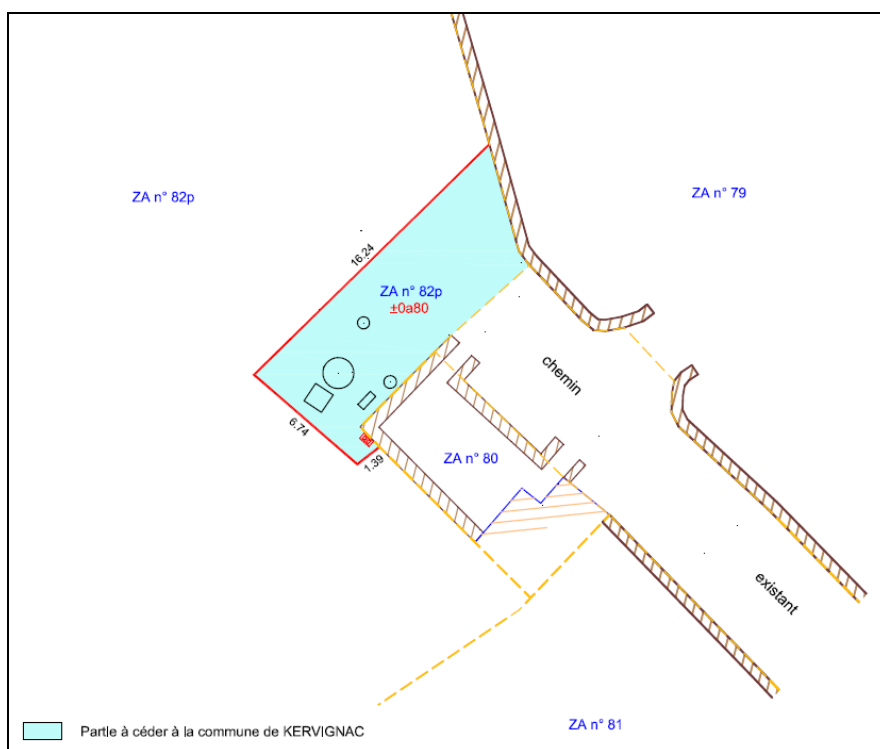 ZA n° 82p
ZA n° 79
16.24
ZA n° 82p
±0a80
chemin
6.74
1.39
ZA n° 80
existant
ZA n° 81
Partie à céder à la commune de KERVIGNAC